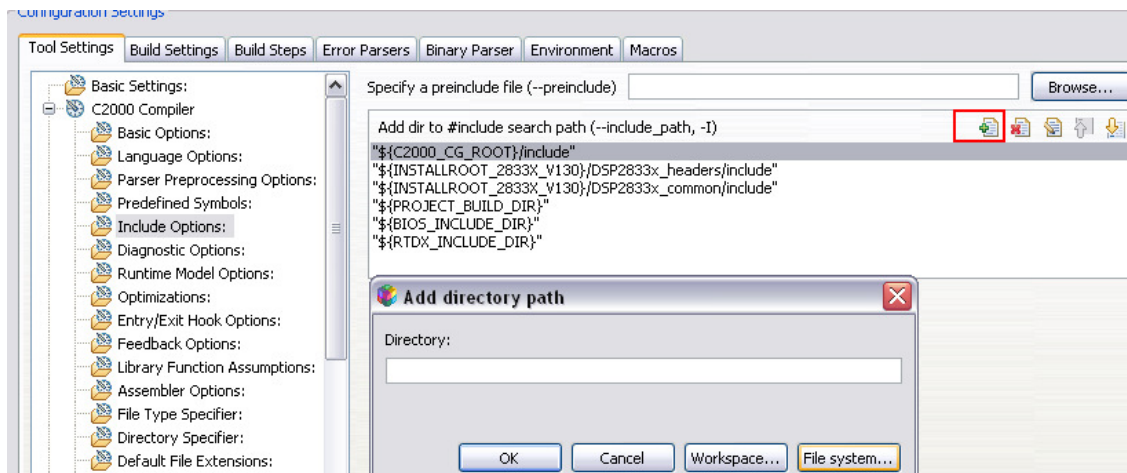 Configuration Settings
Tool Settings
Build Settings
Build Steps
Error Parsers
Binary Parser
Environment
Macros
Basic Settings:
C2000 Compiler
Basic Options:
Language Options:
Parser Preprocessing Options:
Predefined Symbols:
Include Options:
Diagnostic Options:
Runtime Model Options:
Optimizations:
Entry/Exit Hook Options:
Feedback Options:
Library Function Assumptions:
Assembler Options:
File Type Specifier:
Directory Specifier:
Default File Extensions:
Specify a preinclude file (--preinclude)
Browse...
Add dir to #include search path (--include_path, -I)
"${C2000_CG_ROOT}/include"
"${INSTALLROOT_2833X_V130}/DSP2833x_headers/include"
"${INSTALLROOT_2833X_V130}/DSP2833x_common/include"
"${PROJECT_BUILD_DIR}"
"${BIOS_INCLUDE_DIR}"
"${RTDX_INCLUDE_DIR}"
Add directory path
Directory:
OK
Cancel
Workspace...
File system...